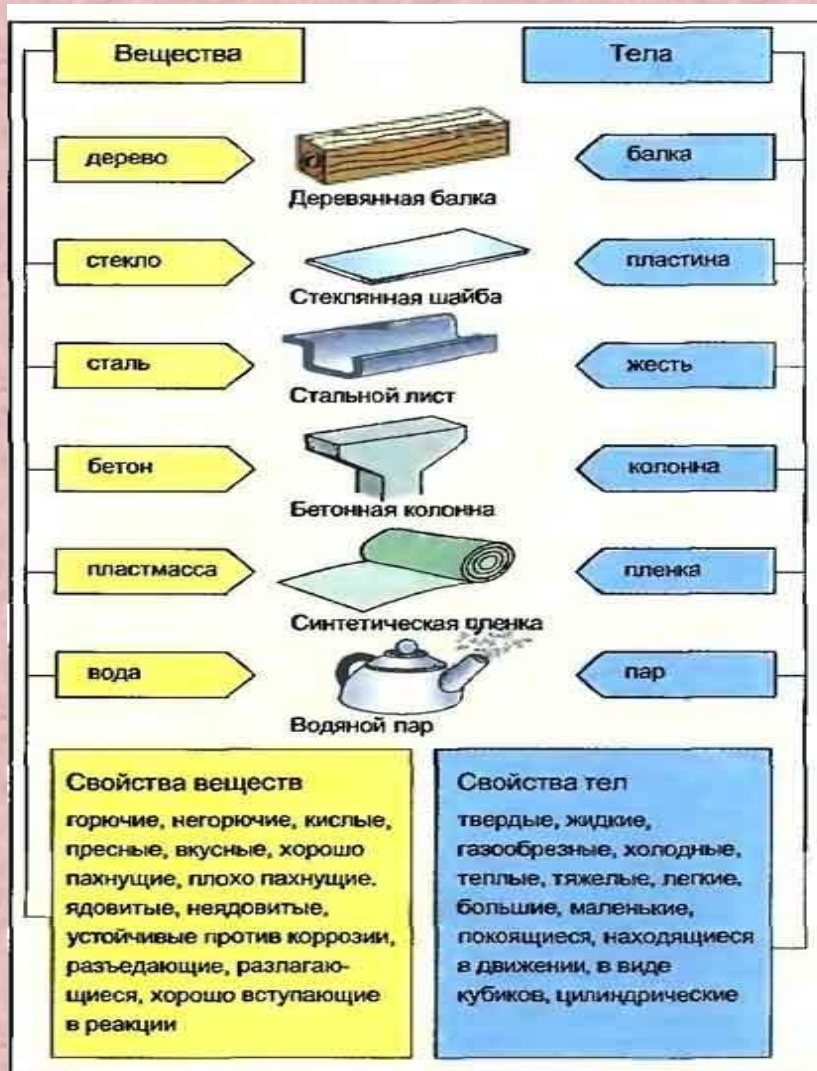 Вещества
Тела
дерево
балка
Деревянная балка
стекло
пластина
Стеклянная шайба
сталь
жесть
Стальной лист
бетон
колонна
Бетонная колонна
пластмасса
пленка
Синтетическая пленка
вода
пар
Водяной пар
Свойства веществ
горючие, негорючие, кислые,
пресные, вкусные, хорошо
пахнущие, плохо пахнущие.
ядовитые, неядовитые,
устойчивые против коррозии,
разъедающие, разлагаю-
щиеся, хорошо вступающие
в реакции
Свойства тел
твердые, жидкие,
газообрезные, холодные,
теплые, тяжелые, легкие.
большие, маленькие,
покоящиеся, находящиеся
в движении, в виде
кубиков, цилиндрические